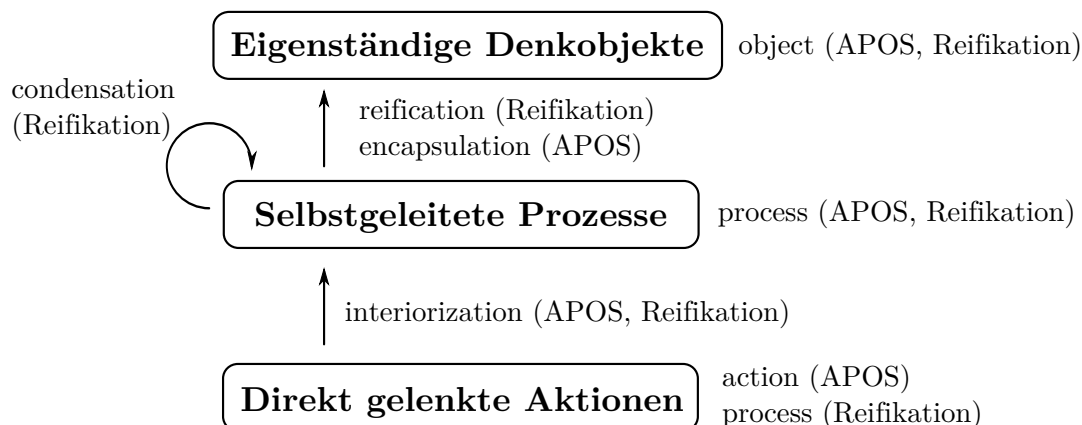 Eigenständige Denkobjekte
object (APOS, Reifikation)
condensation
(Reifikation)
reification (Reifikation)
encapsulation (APOS)
Selbstgeleitete Prozesse
process (APOS, Reifikation)
interiorization (APOS, Reifikation)
Direkt gelenkte Aktionen
action (APOS)
process (Reifikation)